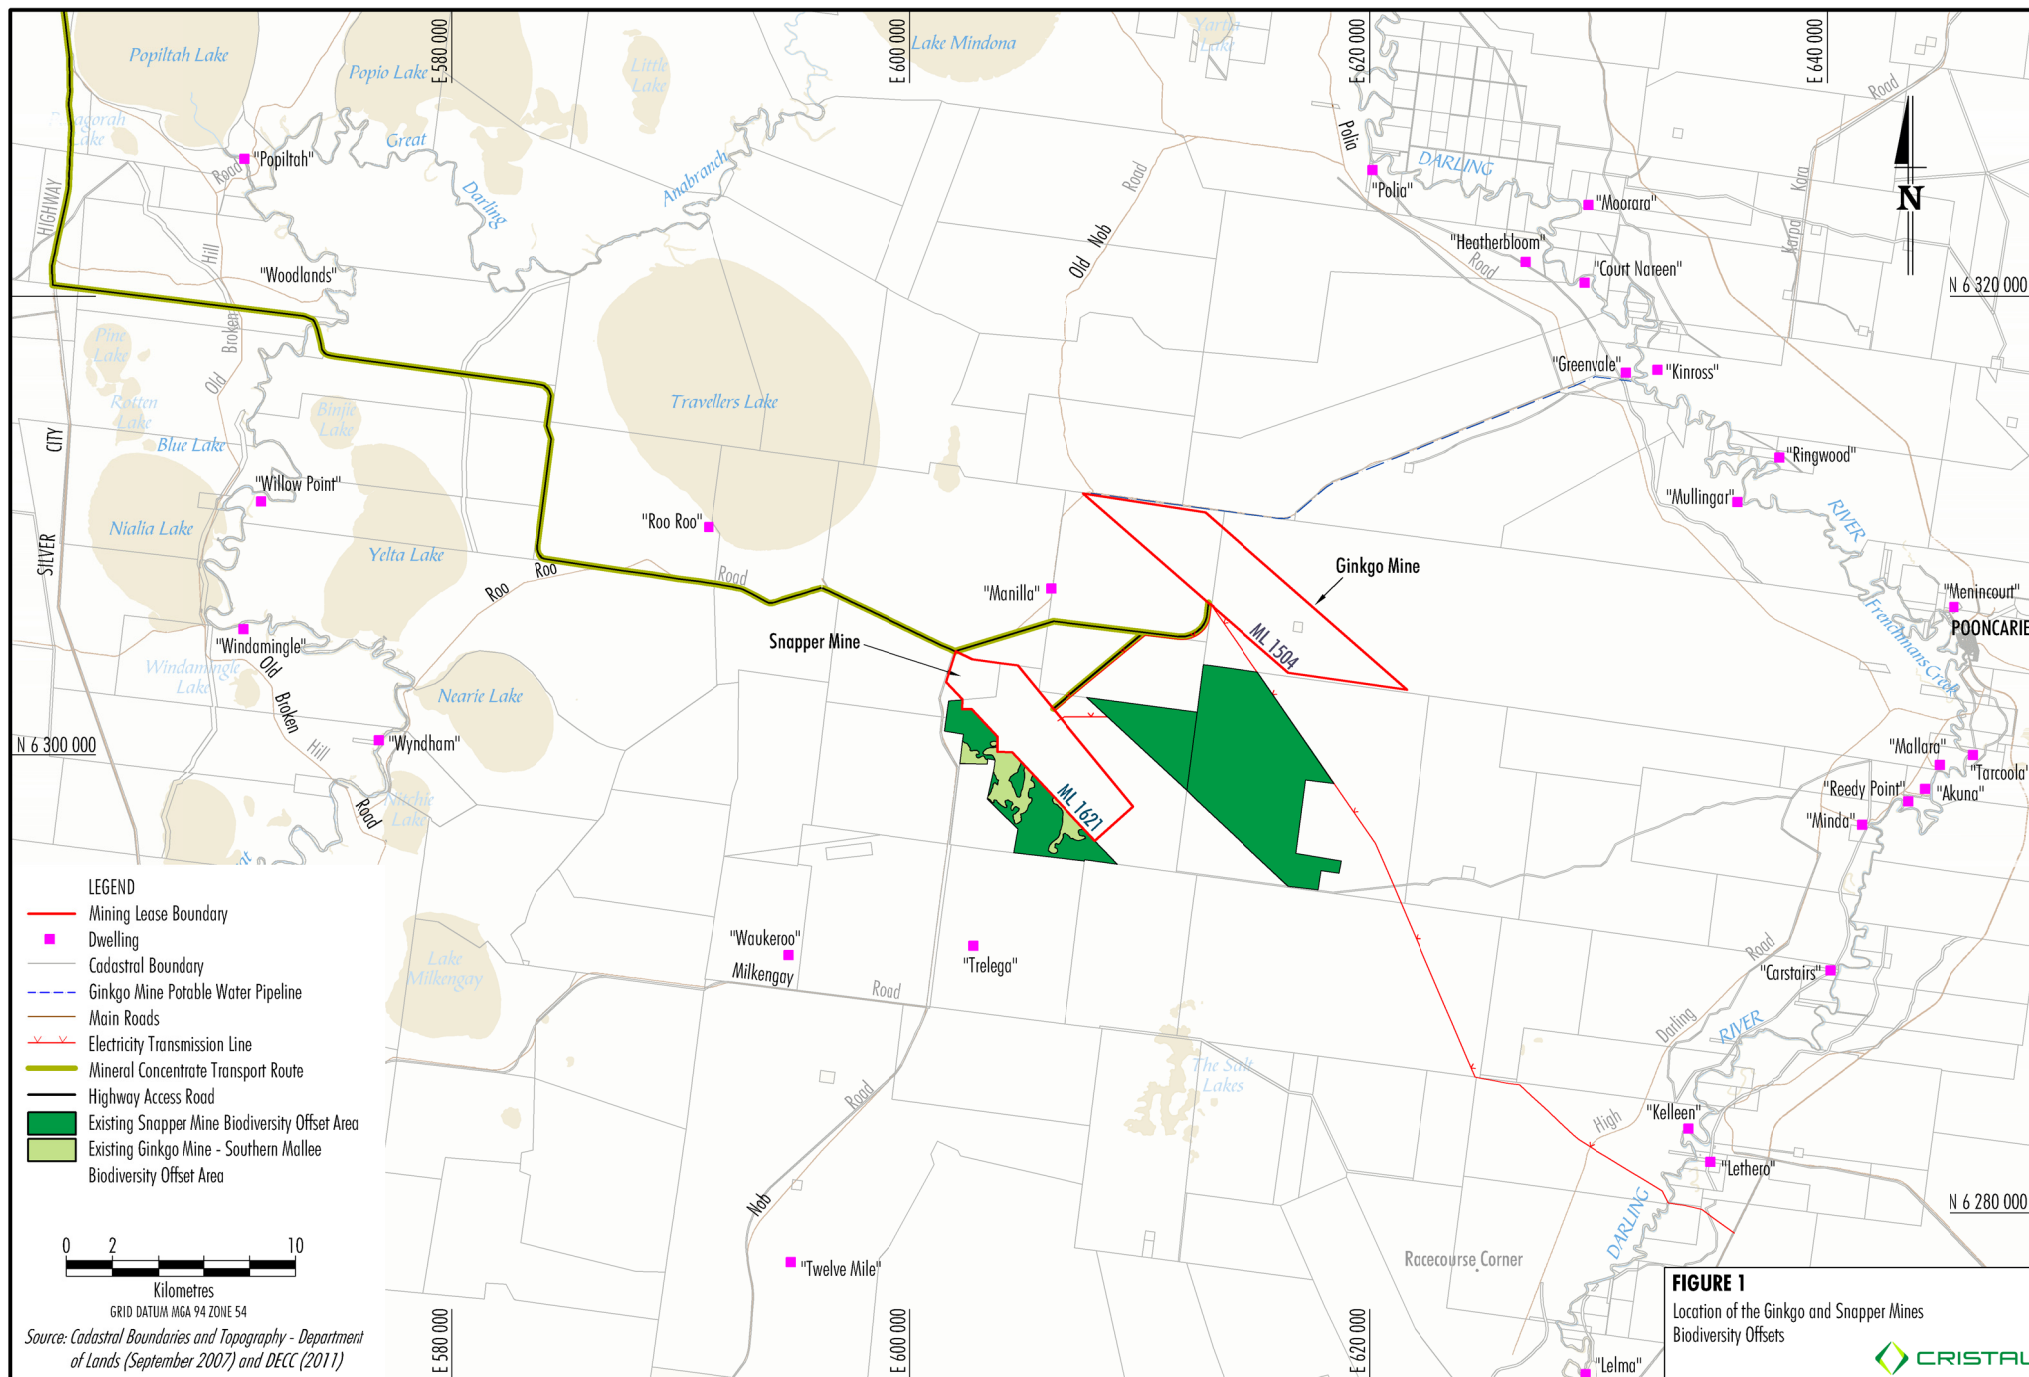 Popiltah Lake
Popio Lake
Little
Lake
E 580 000
E 600 000
Lake Mindona
Yartla
Lake
E 620 000
E 640 000
Lake
"Popiltah"
Road
Great
Darling
Anabranch
Road
Old Nob
Polia
"Polia"
DARLING
"Moorara"
"Heatherbloom"
Road
"Court Nareen"
Karpa Kara
Road
N
N 6 320 000
HIGHWAY
Hill
"Woodlands"
Broken
Old
Pine
Lake
Rotten
Lake
Binjie
Lake
Blue Lake
Travellers Lake
"Greenvale"
"Kinross"
CITY
SILVER
"Willow Point"
Nialia Lake
Yelta Lake
"Roo Roo"
Roo
Roo
Road
"Ringwood"
"Mullingar"
RIVER
"Manilla"
Ginkgo Mine
Snapper Mine
ML 1504
ML 1621
"Menincourt"
POONCARIE
Frenchmans Creek
"Windamingle"
Windamingle
Lake
Old
Broken
Hill
Road
Nearie Lake
"Wyndham"
Nitchie
Lake
N 6 300 000
"Mallara"
"Tarcoola"
"Reedy Point"
"Akuna"
"Minda"
Lake
Milkengay
"Waukeroo"
Milkengay
Road
"Trelega"
"Carstairs"
Road
Darling
RIVER
The Salt
Lakes
Road
Nob
High
"Kelleen"
"Lethero"
DARLING
N 6 280 000
"Twelve Mile"
Racecourse Corner
"Lelma"
E 580 000
E 600 000
E 620 000
LEGEND
Mining Lease Boundary
Dwelling
Cadastral Boundary
Ginkgo Mine Potable Water Pipeline
Main Roads
Electricity Transmission Line
Mineral Concentrate Transport Route
Highway Access Road
Existing Snapper Mine Biodiversity Offset Area
Existing Ginkgo Mine - Southern Mallee
Biodiversity Offset Area
0 2 10
Kilometres
GRID DATUM MGA 94 ZONE 54
Source: Cadastral Boundaries and Topography - Department
of Lands (September 2007) and DECC (2011)
FIGURE 1
Location of the Ginkgo and Snapper Mines
Biodiversity Offsets
CRISTAL